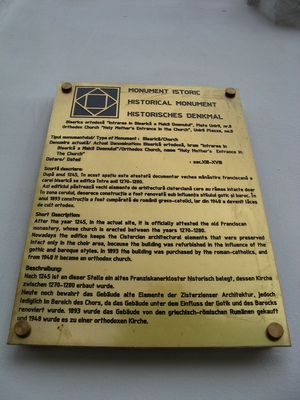 MONUMENT ISTORIC
HISTORICAL MONUMENT
HISTORISCHES DENKMAL
Biserica ortodoxă "Intrarea în Biserică a Maicii Domnului", Piața Unirii, nr.2
Orthodox Church "Holy Mother's Entrance in the Church", Unirii Piazza, nr.2
Tipul monumentului/ Type of Monument : Biserică/Church
Denumire actuală/ Actual Denomination: Biserică ortodoxă, hram "Intrarea în
Biserică a Maicii Domnului"/Orthodox Church, name "Holy Mother's Entrance in
The Church"
Datare/ Dated : sec.XIII-XVIII
Scurtă descriere:
După anul 1245, în acest spațiu este atestată documentar vechea mănăstire franciscană a
cărei biserică se edifica între anii 1270-1280.
Azi edificiul păstrează vechi elemente de arhitectură cisterciană care au rămas intacte doar
în zona corului, deoarece construcția a fost renovată sub influența stilului gotic și baroc. În
anul 1893 construcția a fost cumpărată de românii greco-catolici, iar din 1948 a devenit lăcaș
de cult ortodox.
Short Description:
After the year 1245, in the actual site, it is officially attested the old Franciscan
monastery, whose church is erected between the years 1270-1280.
Nowadays the edifice keeps the Cistercian architectural elements that were preserved
intact only in the choir area, because the building was refurbished in the influence of the
gothic and baroque styles. In 1893 the building was purchased by the roman-catholics, and
from 1948 it became an orthodox church.
Beschreibung:
Nach 1245 ist an dieser Stelle ein altes Franziskanerkloster historisch belegt, dessen Kirche
zwischen 1270-1280 erbaut wurde.
Heute noch bewahrt das Gebäude alte Elemente der Zisterzienser Architektur, jedoch
lediglich im Bereich des Chors, da das Gebäude unter dem Einfluss der Gotik und des Barocks
renoviert wurde. 1893 wurde das Gebäude von den griechisch-römischen Rumänen gekauft
und 1948 wurde es zu einer orthodoxen Kirche.